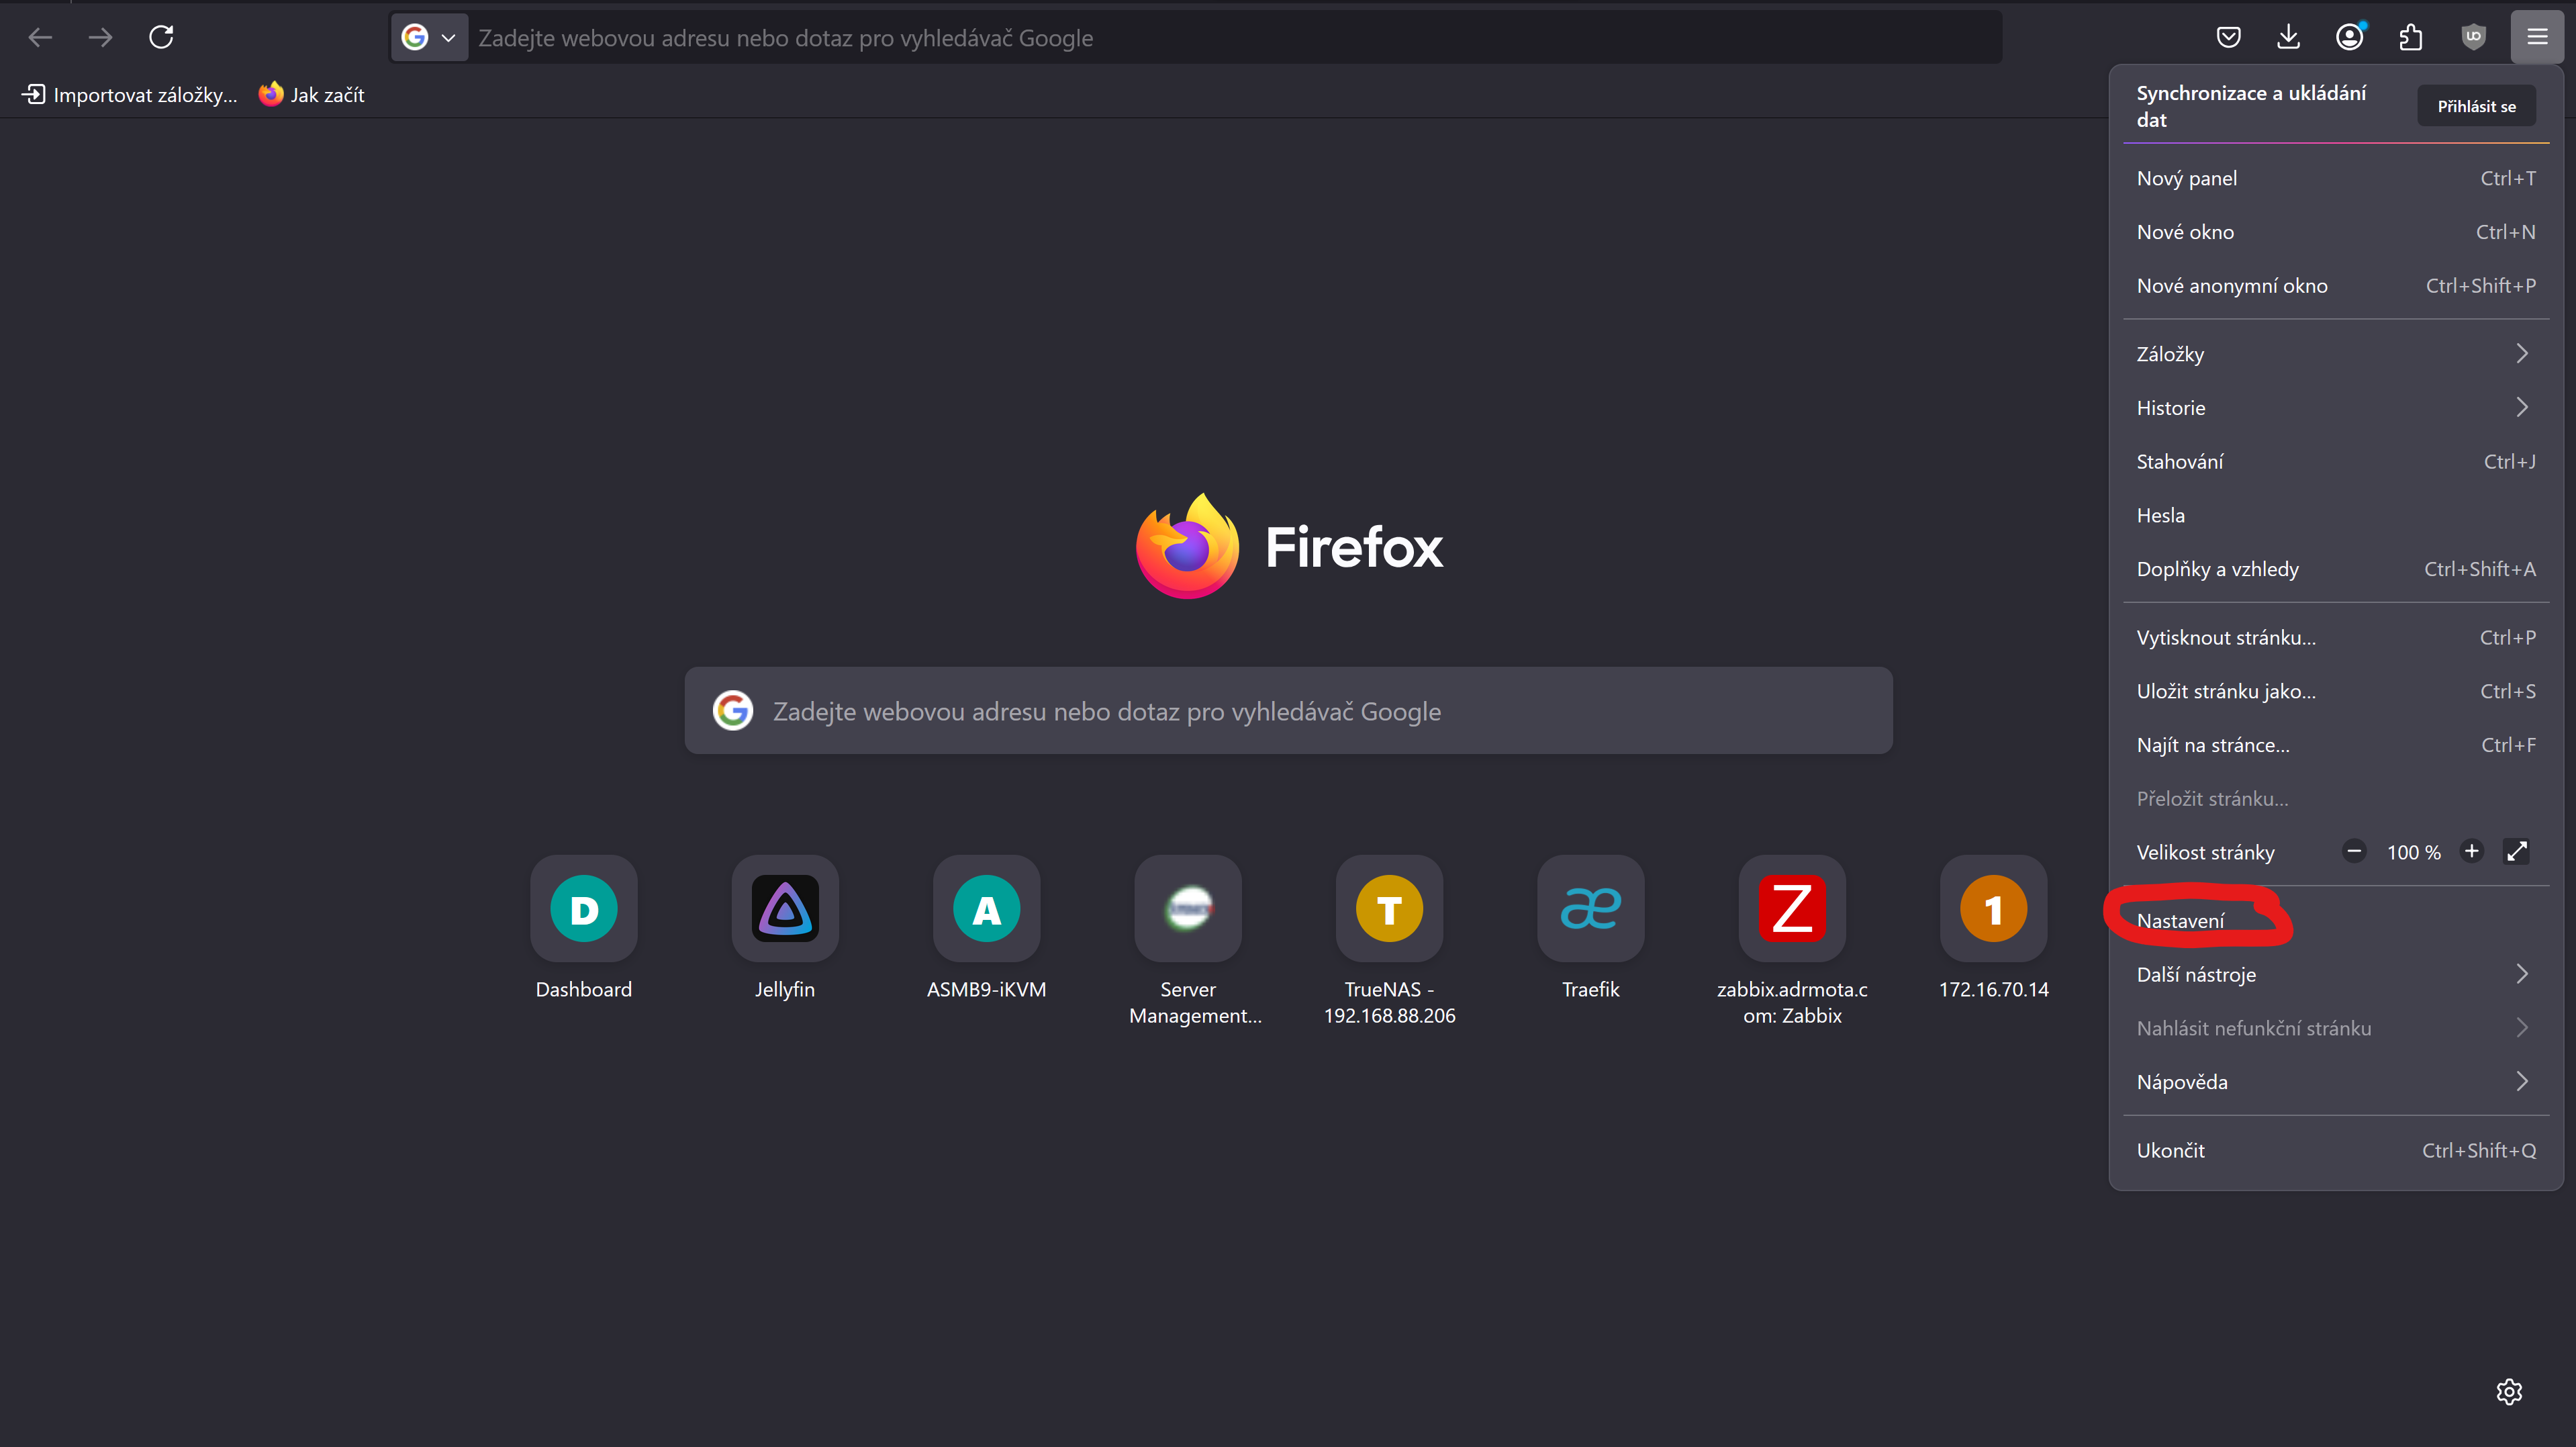 Zadejte webovou adresu nebo dotaz pro vyhledávač Google
Importovat záložky...
Jak začít
Synchronizace a ukládání
dat
Přihlásit se
Nový panel Ctrl+T
Nové okno Ctrl+N
Nové anonymní okno Ctrl+Shift+P
Záložky
Historie
Stahování Ctrl+J
Hesla
Doplňky a vzhledy Ctrl+Shift+A
Vytisknout stránku... Ctrl+P
Uložit stránku jako... Ctrl+S
Najít na stránce... Ctrl+F
Přeložit stránku...
Velikost stránky 100 %
Nastavení
Další nástroje
Nahlásit nefunkční stránku
Nápověda
Ukončit Ctrl+Shift+Q
Firefox
Zadejte webovou adresu nebo dotaz pro vyhledávač Google
D
Dashboard
Jellyfin
A
ASMB9-iKVM
Server
Management...
T
TrueNAS -
192.168.88.206
æ
Traefik
Z
zabbix.adrmota.c
om: Zabbix
1
172.16.70.14